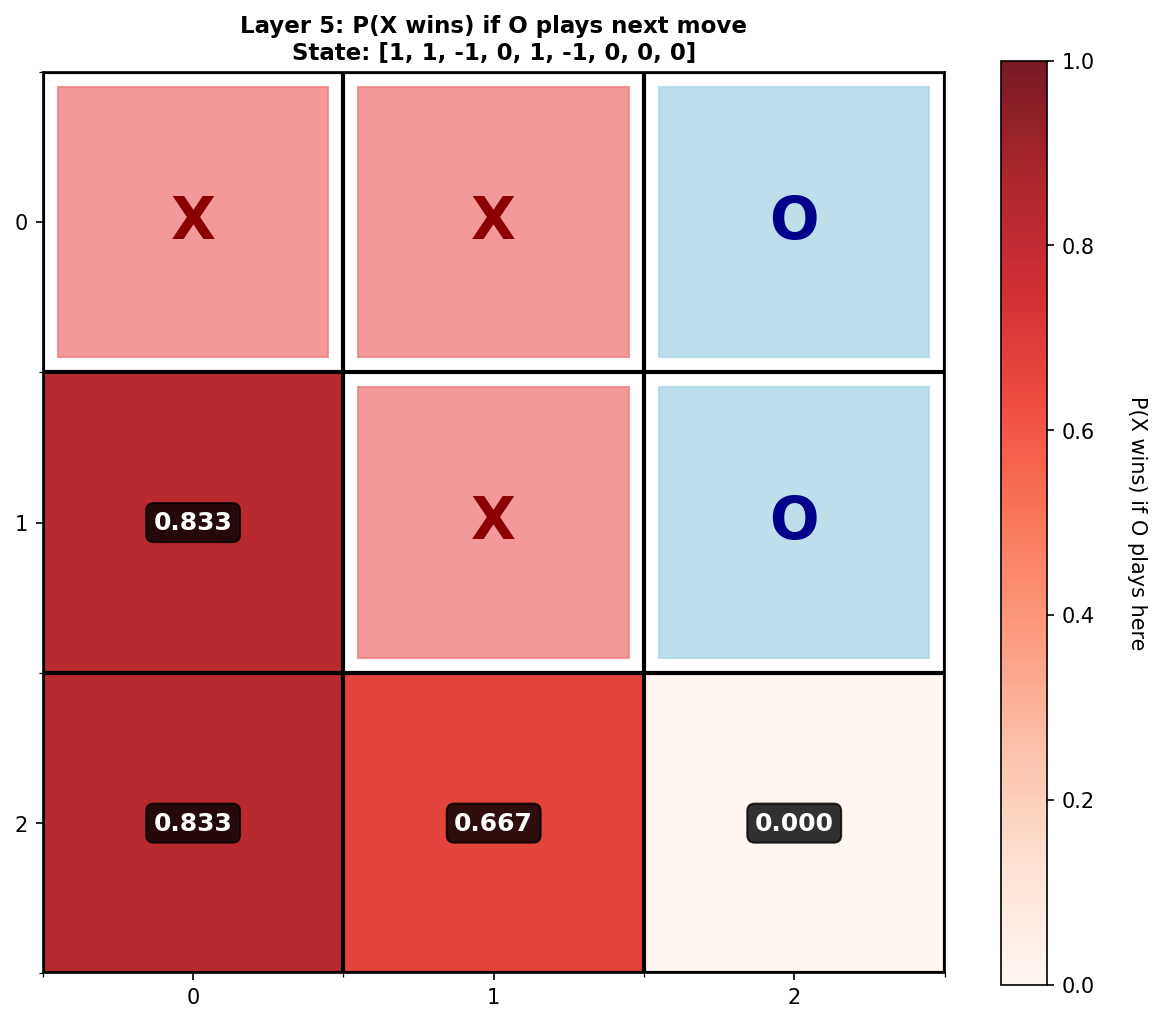 Layer 5: P(X wins) if O plays next move
State: [1, 1, -1, 0, 1, -1, 0, 0, 0]
0
X
X
O
1
0.833
X
O
2
0.833
0.667
0.000
0
1
2
1.0
0.8
0.6
0.4
0.2
0.0
P(X wins) if O plays here